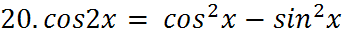 20. cos2x = cos²x − sin²x